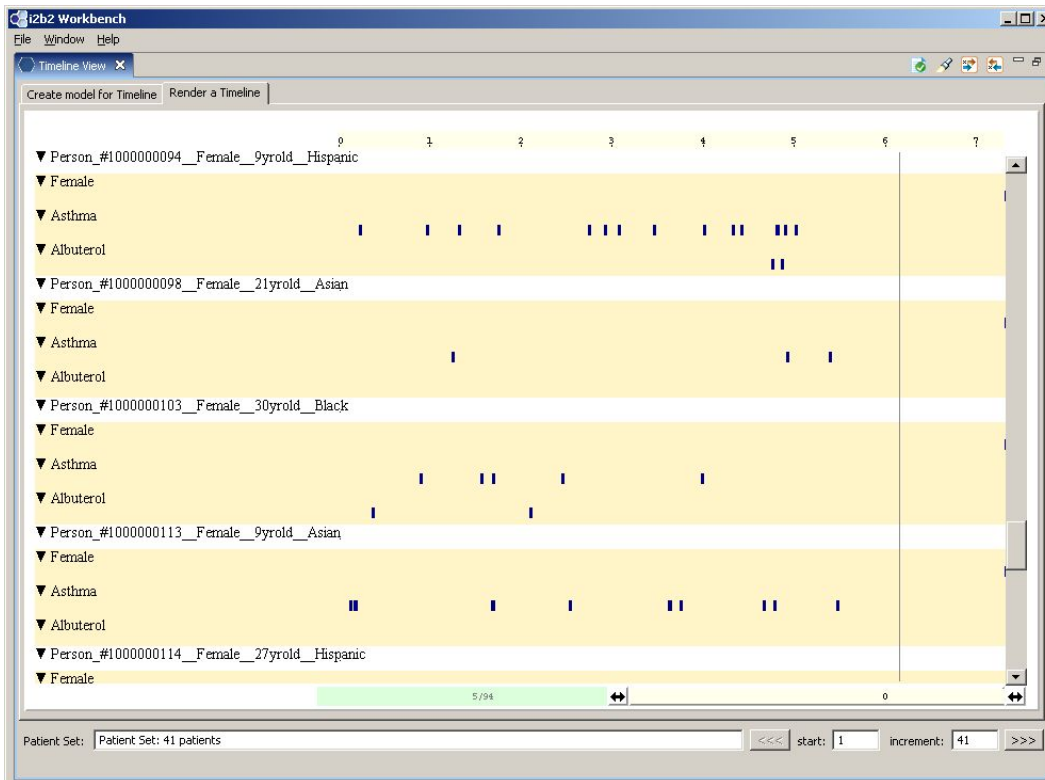 i2b2 Workbench
File Window Help
Timeline View
Create model for Timeline Render a Timeline
0 1 2 3 4 5 6 7
▼ Person_#1000000094__Female__9yrold__Hispanic
▼ Female
▼ Asthma
▼ Albuterol
▼ Person_#1000000098__Female__21yrold__Asian
▼ Female
▼ Asthma
▼ Albuterol
▼ Person_#1000000103__Female__30yrold__Black
▼ Female
▼ Asthma
▼ Albuterol
▼ Person_#1000000113__Female__9yrold__Asian
▼ Female
▼ Asthma
▼ Albuterol
▼ Person_#1000000114__Female__27yrold__Hispanic
▼ Female
5/94 0
Patient Set: Patient Set: 41 patients <<< start: 1 increment: 41 >>>